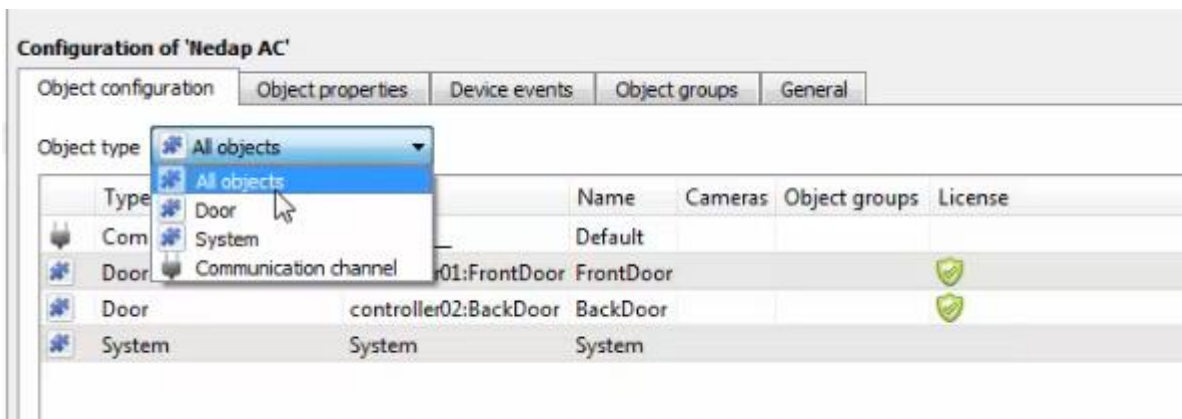 Configuration of 'Nedap AC'
Object configuration Object properties Device events Object groups General
Object type All objects
All objects
Type Name Cameras Object groups License
Door
Com Default
System
Communication channel
Door r01:FrontDoor FrontDoor
Door controller02:BackDoor BackDoor
System System System